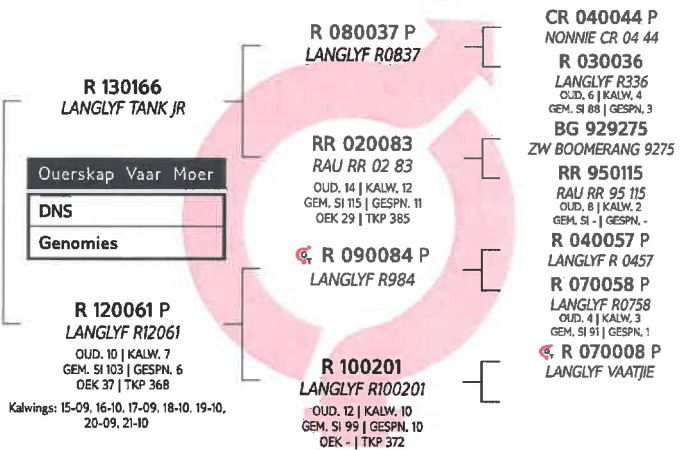 R 130166
LANGLYF TANK JR
Ouerskap Vaar Moer
DNS
Genomies
R 120061 P
LANGLYF R12061
OUD. 10 | KALW. 7
GEM. SI 103 | GESPN. 6
OEK 37 | TKP 368
Kalwings: 15-09, 16-10, 17-09, 18-10, 19-10,
20-09, 21-10
R 080037 P
LANGLYF R0837
RR 020083
RAU RR 02 83
OUD. 14 | KALW. 12
GEM. SI 115 | GESPN. 11
OEK 29 | TKP 385
R 090084 P
LANGLYF R984
R 100201
LANGLYF R100201
OUD. 12 | KALW. 10
GEM. SI 99 | GESPN. 10
OEK - | TKP 372
CR 040044 P
NONNIE CR 04 44
R 030036
LANGLYF R336
OUD. 6 | KALW. 4
GEM. SI 88 | GESPN. 3
BG 929275
ZW BOOMERANG 9275
RR 950115
RAU RR 95 115
OUD. 8 | KALW. 2
GEM. SI - | GESPN. -
R 040057 P
LANGLYF R 0457
R 070058 P
LANGLYF R0758
OUD. 4 | KALW. 3
GEM. SI 91 | GESPN. 1
R 070008 P
LANGLYF VAATJIE